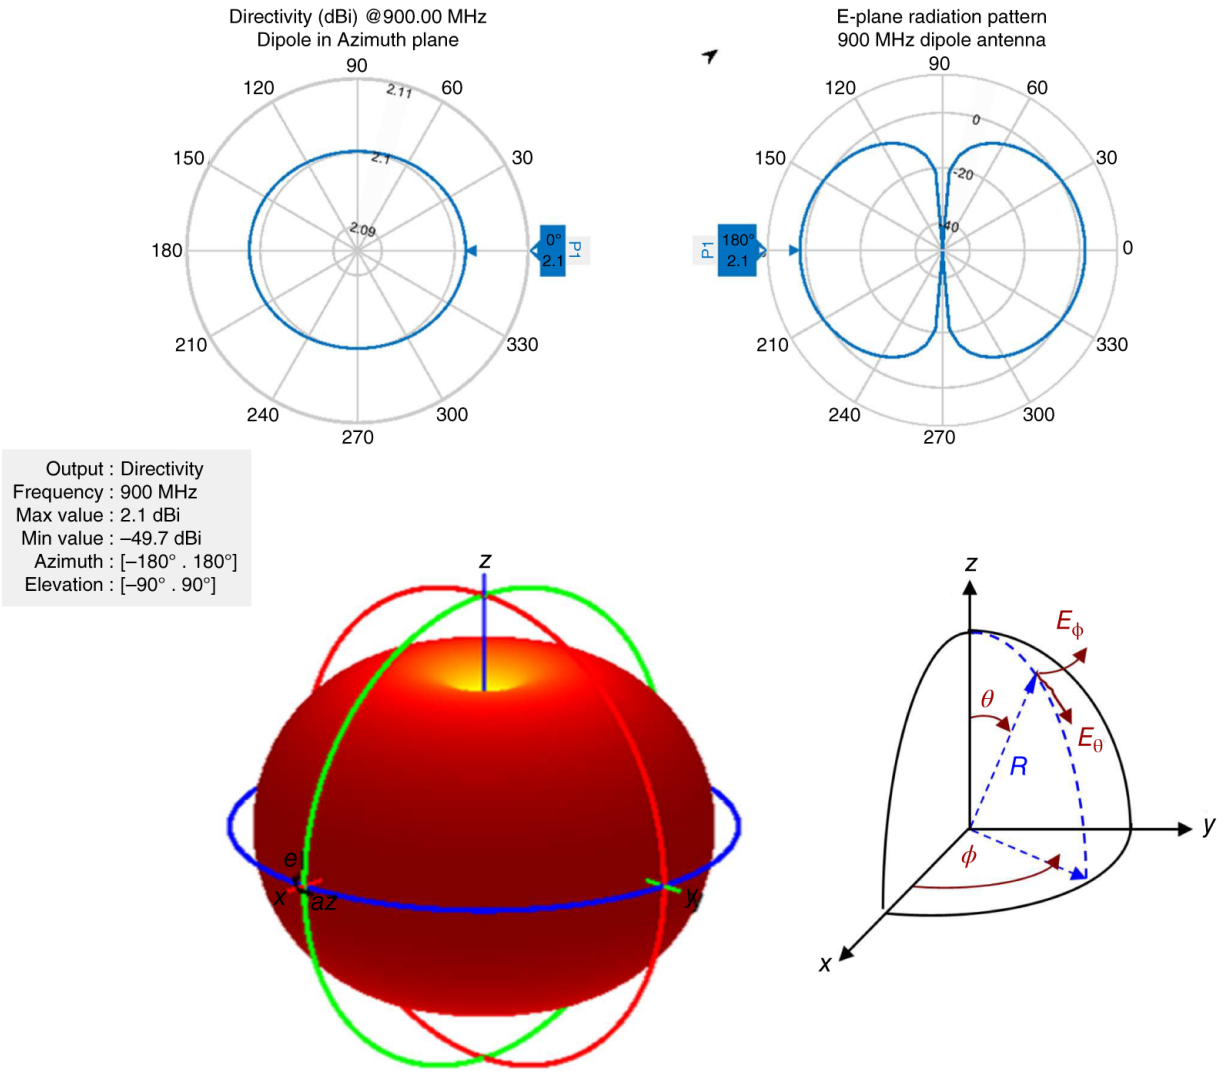 Directivity (dBi) @900.00 MHz
Dipole in Azimuth plane
90
120
60
2.11
150
2.1
30
2.09
180
0°
2.1
P1
210
330
240
300
270
E-plane radiation pattern
900 MHz dipole antenna
90
120
60
0
150
-20
30
-40
P1
180°
2.1
0
210
330
240
300
270
Output : Directivity
Frequency : 900 MHz
Max value : 2.1 dBi
Min value : –49.7 dBi
Azimuth : [–180° . 180°]
Elevation : [–90° . 90°]
z
e
x
az
y
z
Eϕ
θ
Eθ
R
y
ϕ
x